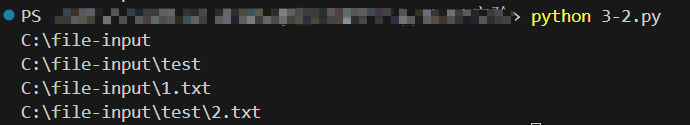 PS > python 3-2.py
C:\file-input
C:\file-input\test
C:\file-input\1.txt
C:\file-input\test\2.txt